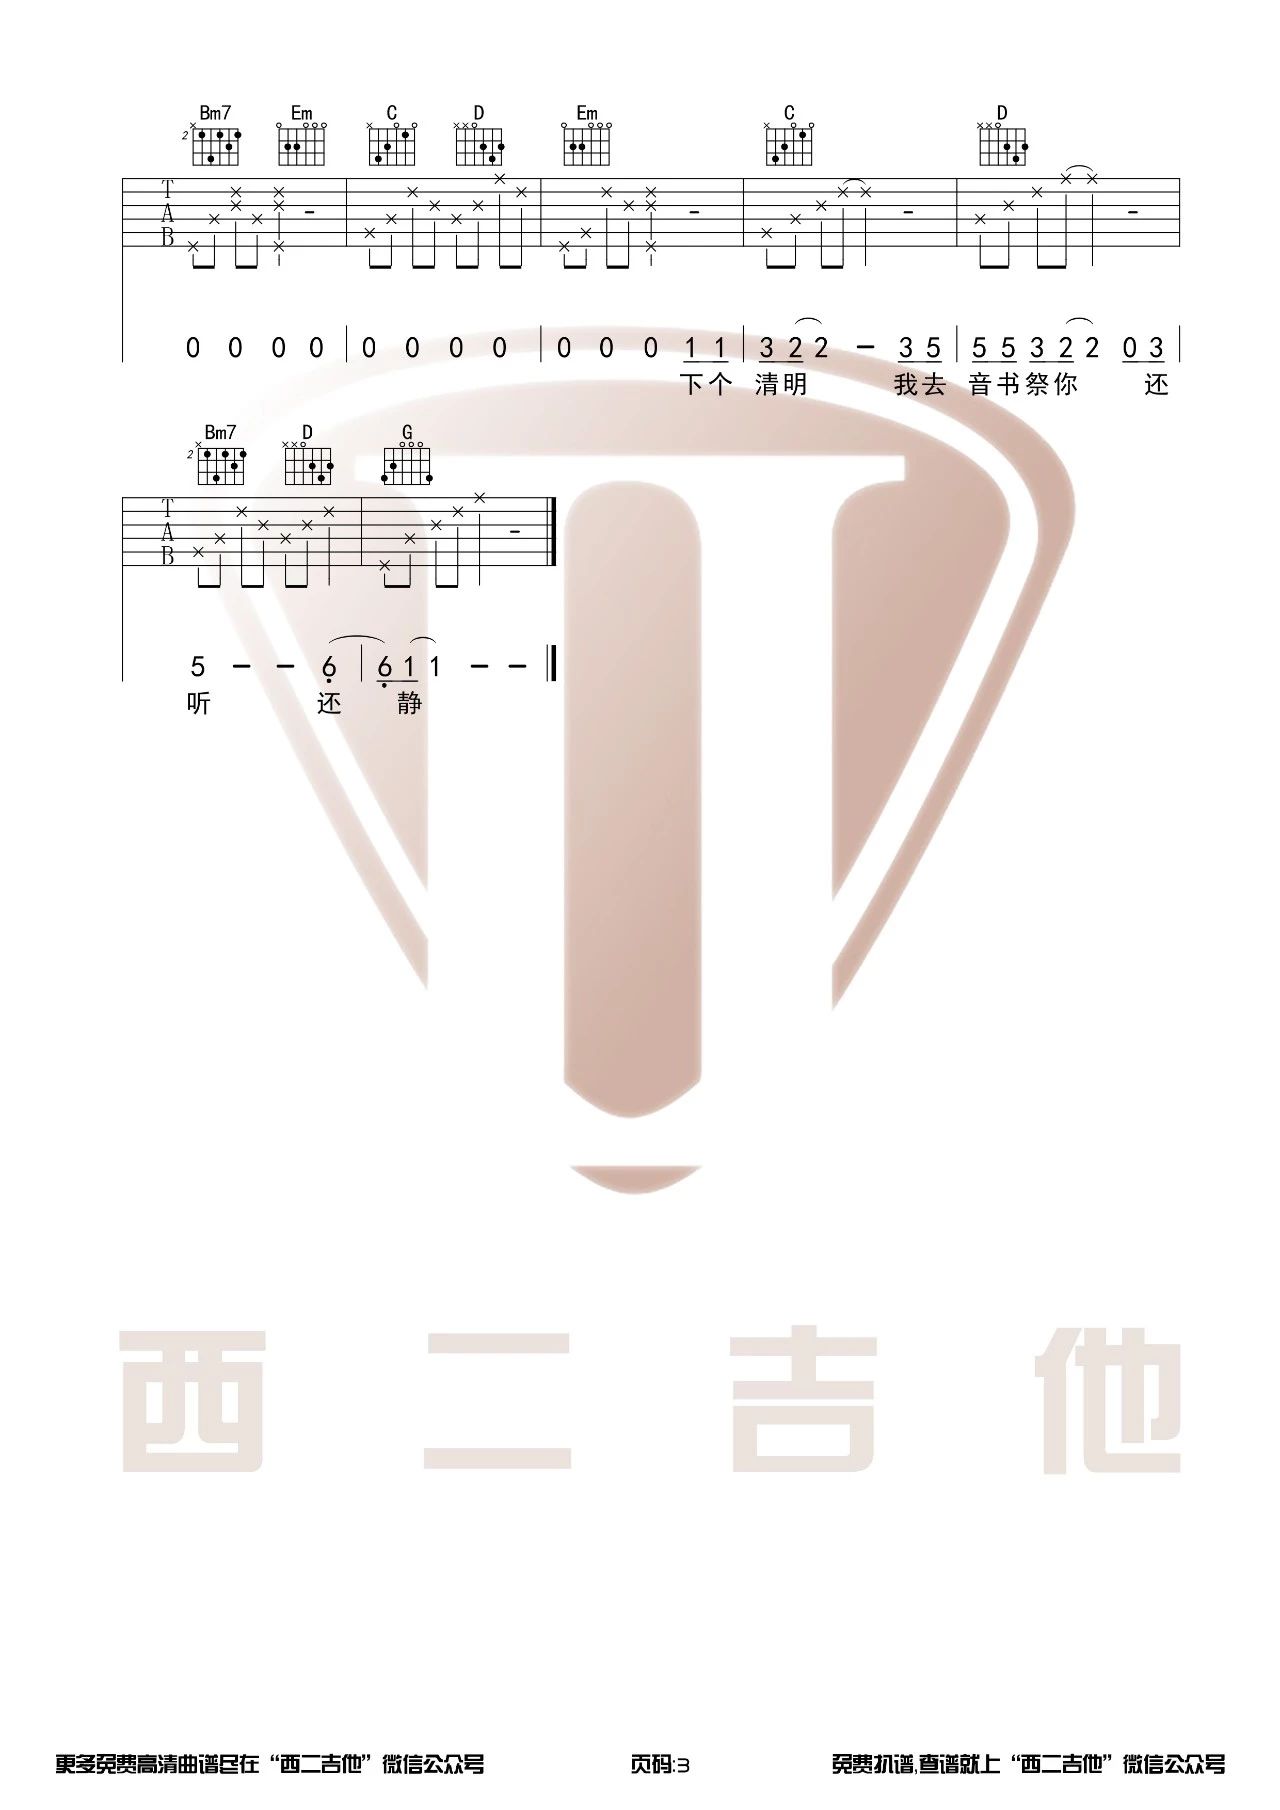 Bm7 Em C D Em C D
2
T
A
B
0 0 0 0 0 0 0 0 0 0 0 1 1 3 2 2 - 3 5 5 5 3 2 2 0 3
下个 清明 我去 音书祭你 还
Bm7 D G
2
T
A
B
5 - - 6 6 1 1 - -
听 还 静
西二吉他
更多免费高清曲谱尽在“西二吉他”微信公众号 页码:3 免费扒谱,查谱就上“西二吉他”微信公众号